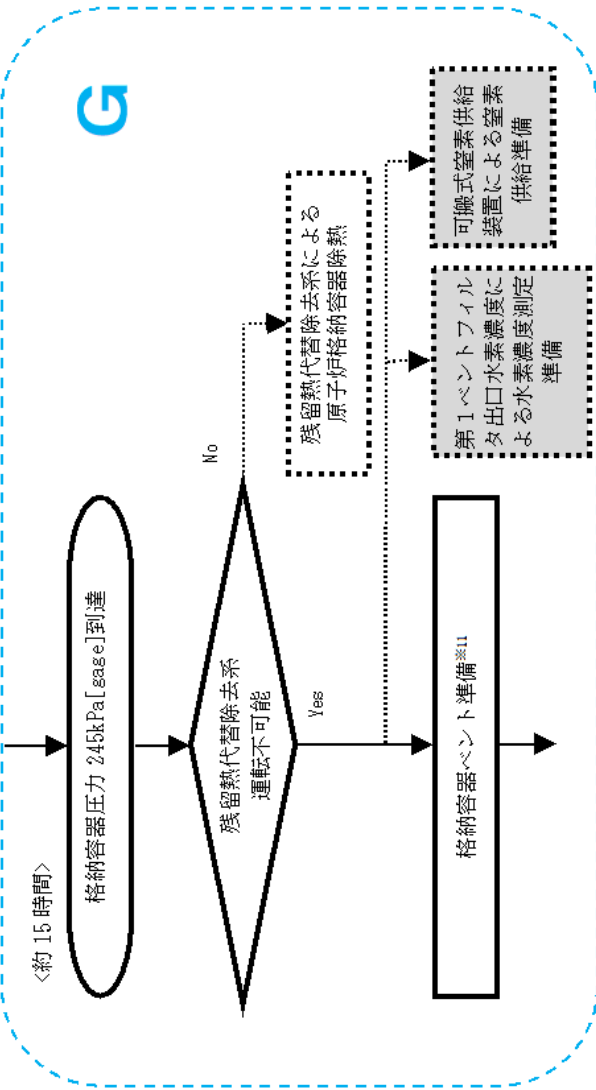 G
<約 15 時間>
格納容器圧力 245kPa[gage]到達
残留熱代替除去系
運転不可能
No
Yes
残留熱代替除去系による
原子炉格納容器除熱
格納容器ベント準備※11
第1ベントフィル
タ出口水素濃度に
よる水素濃度測定
準備
可搬式窒素供給
装置による窒素
供給準備